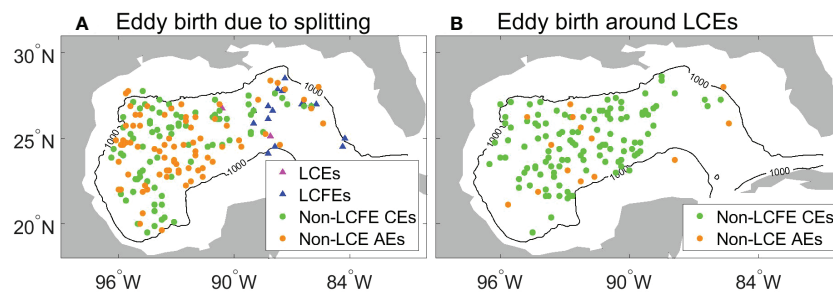 A Eddy birth due to splitting
30°N
25°N
20°N
96°W 90°W 84°W
1000
1000
1000
LCEs
LCFEs
Non-LCFE CEs
Non-LCE AEs
B Eddy birth around LCEs
96°W 90°W 84°W
1000
1000
1000
1000
Non-LCFE CEs
Non-LCE AEs